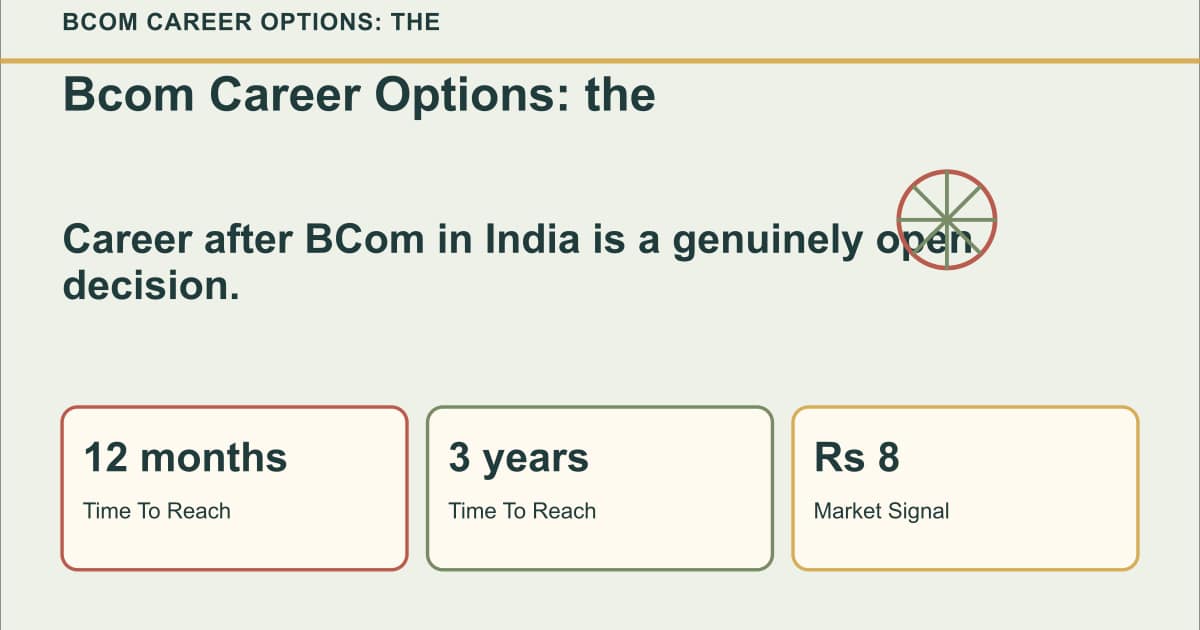 BCOM CAREER OPTIONS: THE
Bcom Career Options: the
Career after BCom in India is a genuinely open
decision.
12 months
Time To Reach
3 years
Time To Reach
Rs 8
Market Signal